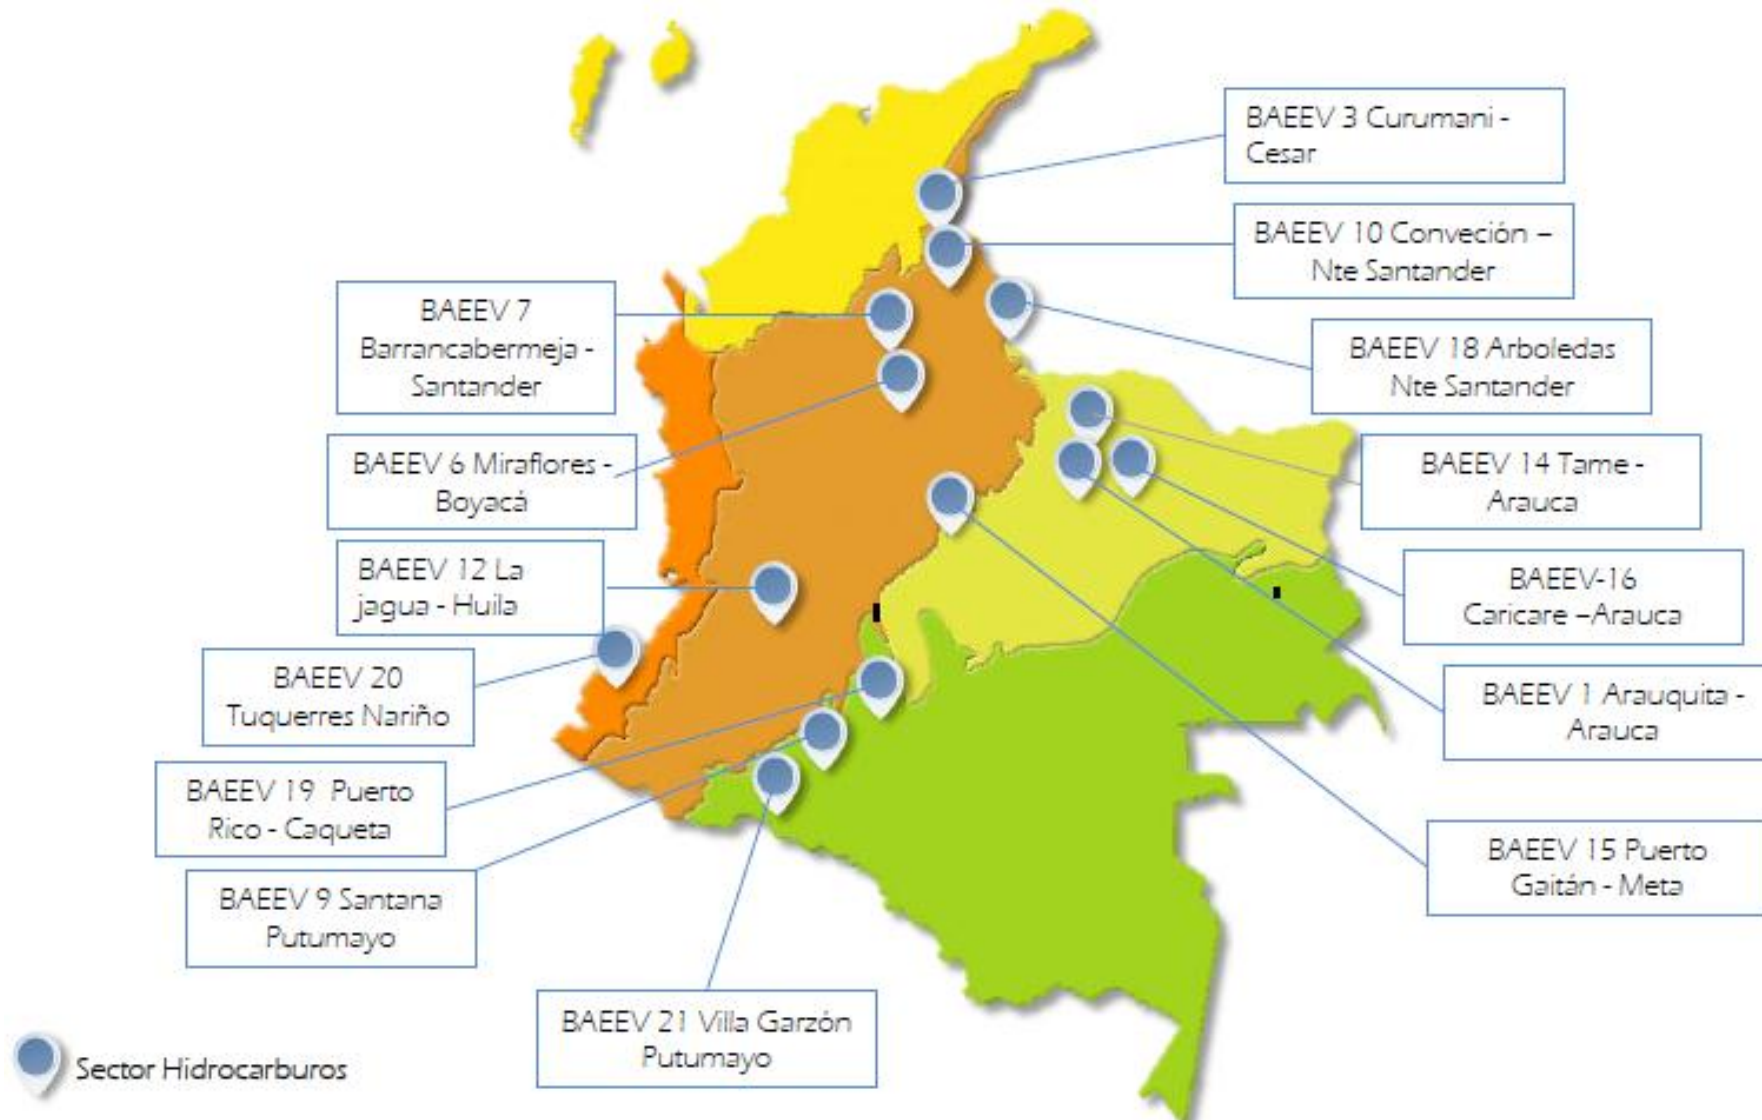 BAEEV 3 Curumani -
Cesar
BAEEV 10 Conveción –
Nte Santander
BAEEV 7
Barrancabermeja -
Santander
BAEEV 18 Arboledas
Nte Santander
BAEEV 6 Miraflores -
Boyacá
BAEEV 14 Tame -
Arauca
BAEEV 12 La
jagua - Huila
BAEEV-16
Caricare –Arauca
BAEEV 20
Tuquerres Nariño
BAEEV 1 Arauquita -
Arauca
BAEEV 19 Puerto
Rico - Caqueta
BAEEV 15 Puerto
Gaitán - Meta
BAEEV 9 Santana
Putumayo
BAEEV 21 Villa Garzón
Putumayo
Sector Hidrocarburos